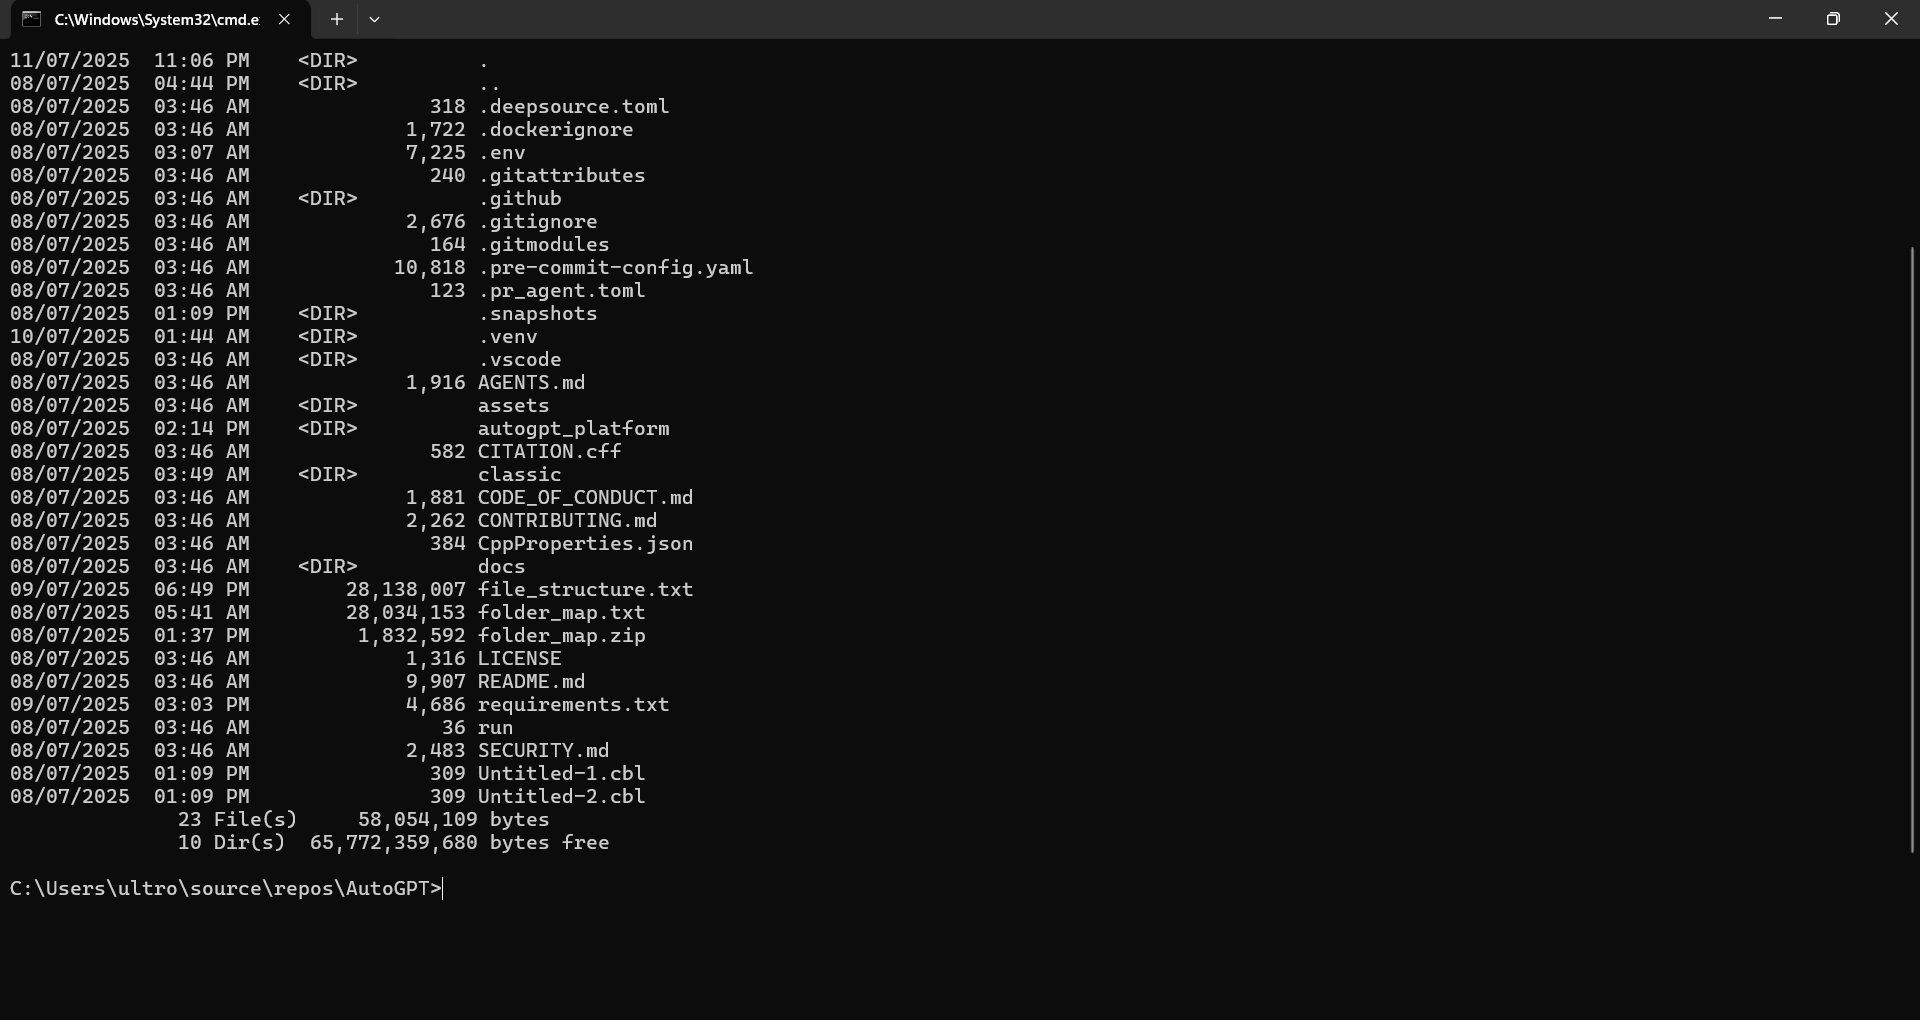 C:\Windows\System32\cmd.e
11/07/2025  11:06 PM    <DIR>          .
08/07/2025  04:44 PM    <DIR>          ..
08/07/2025  03:46 AM               318 .deepsource.toml
08/07/2025  03:46 AM             1,722 .dockerignore
08/07/2025  03:07 AM             7,225 .env
08/07/2025  03:46 AM               240 .gitattributes
08/07/2025  03:46 AM    <DIR>          .github
08/07/2025  03:46 AM             2,676 .gitignore
08/07/2025  03:46 AM               164 .gitmodules
08/07/2025  03:46 AM            10,818 .pre-commit-config.yaml
08/07/2025  03:46 AM               123 .pr_agent.toml
08/07/2025  01:09 PM    <DIR>          .snapshots
10/07/2025  01:44 AM    <DIR>          .venv
08/07/2025  03:46 AM    <DIR>          .vscode
08/07/2025  03:46 AM             1,916 AGENTS.md
08/07/2025  03:46 AM    <DIR>          assets
08/07/2025  02:14 PM    <DIR>          autogpt_platform
08/07/2025  03:46 AM               582 CITATION.cff
08/07/2025  03:49 AM    <DIR>          classic
08/07/2025  03:46 AM             1,881 CODE_OF_CONDUCT.md
08/07/2025  03:46 AM             2,262 CONTRIBUTING.md
08/07/2025  03:46 AM               384 CppProperties.json
08/07/2025  03:46 AM    <DIR>          docs
09/07/2025  06:49 PM        28,138,007 file_structure.txt
08/07/2025  05:41 AM        28,034,153 folder_map.txt
08/07/2025  01:37 PM         1,832,592 folder_map.zip
08/07/2025  03:46 AM             1,316 LICENSE
08/07/2025  03:46 AM             9,907 README.md
09/07/2025  03:03 PM             4,686 requirements.txt
08/07/2025  03:46 AM                36 run
08/07/2025  03:46 AM             2,483 SECURITY.md
08/07/2025  01:09 PM               309 Untitled-1.cbl
08/07/2025  01:09 PM               309 Untitled-2.cbl
              23 File(s)     58,054,109 bytes
              10 Dir(s)  65,772,359,680 bytes free
C:\Users\ultro\source\repos\AutoGPT>